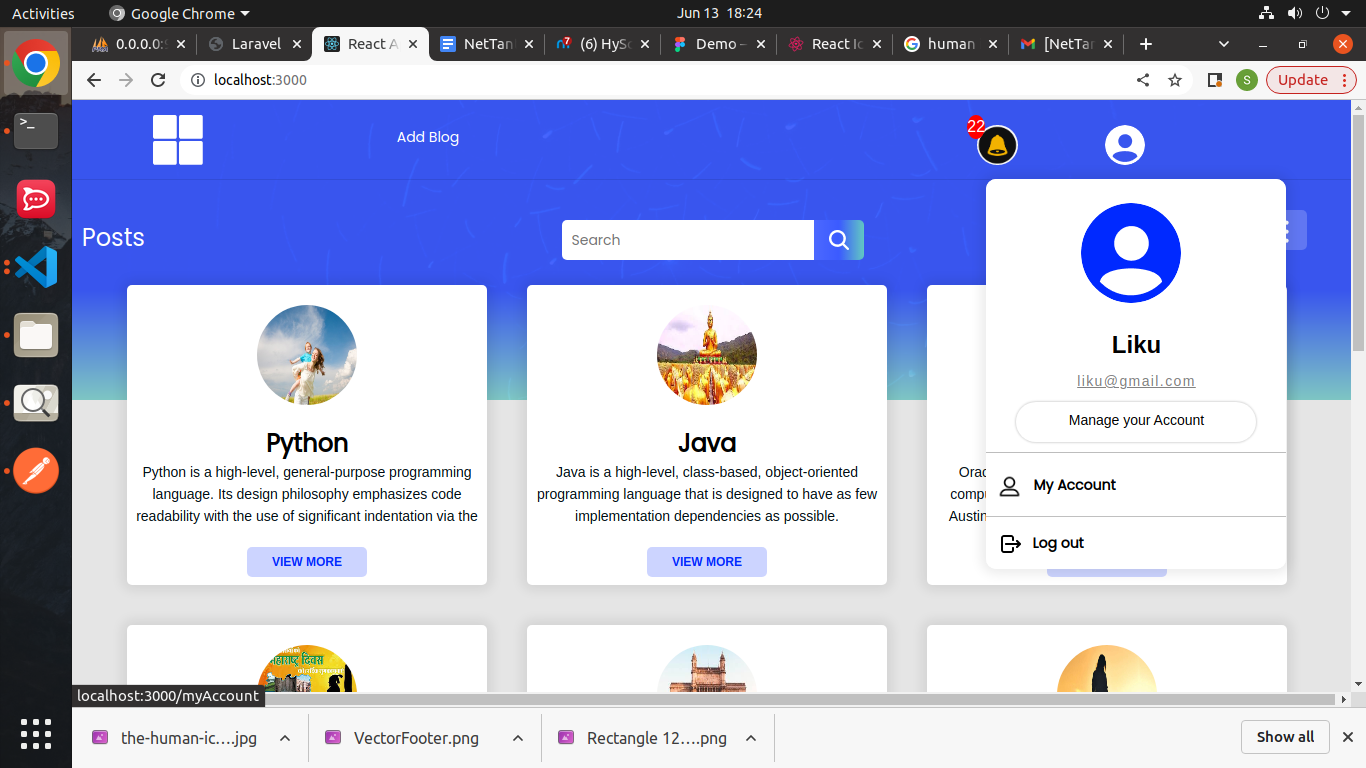 Activities
Google Chrome
Jun 13 18:24
0.0.0.0:
Laravel
React A
NetTan
(6) HyS
Demo –
React Ic
human
[NetTar
localhost:3000
S
Update
Add Blog
22
Posts
Search
Liku
liku@gmail.com
Manage your Account
My Account
Log out
Python
Python is a high-level, general-purpose programming
language. Its design philosophy emphasizes code
readability with the use of significant indentation via the
VIEW MORE
Java
Java is a high-level, class-based, object-oriented
programming language that is designed to have as few
implementation dependencies as possible.
VIEW MORE
Orac
comp
Austin
महाराष्ट्र दिवस
localhost:3000/myAccount
the-human-ic....jpg
VectorFooter.png
Rectangle 12....png
Show all